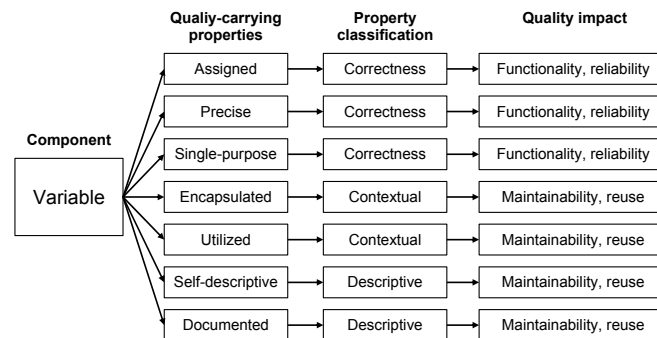 Qualiy-carrying properties
Property classification
Quality impact
Component
Variable
Assigned
Correctness
Functionality, reliability
Precise
Correctness
Functionality, reliability
Single-purpose
Correctness
Functionality, reliability
Encapsulated
Contextual
Maintainability, reuse
Utilized
Contextual
Maintainability, reuse
Self-descriptive
Descriptive
Maintainability, reuse
Documented
Descriptive
Maintainability, reuse